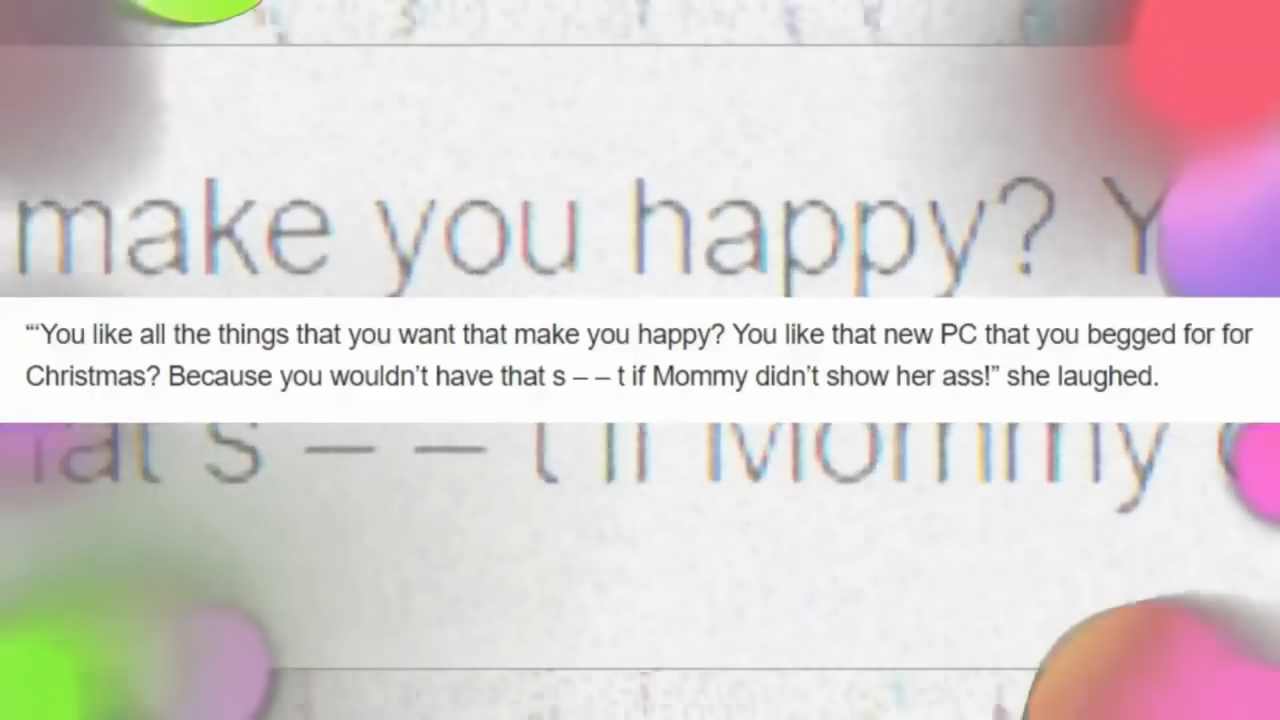 make you happy? Y
“‘You like all the things that you want that make you happy? You like that new PC that you begged for for
Christmas? Because you wouldn’t have that s – – t if Mommy didn’t show her ass!” she laughed.
at s – – t if Mommy